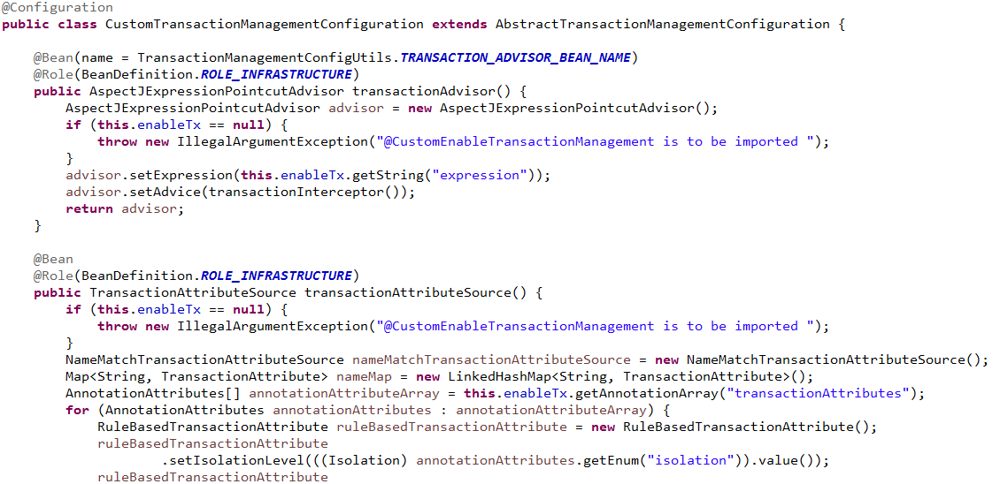 @Configuration
public class CustomTransactionManagementConfiguration extends AbstractTransactionManagementConfiguration {
@Bean(name = TransactionManagementConfigUtils.TRANSACTION_ADVISOR_BEAN_NAME)
@Role(BeanDefinition.ROLE_INFRASTRUCTURE)
public AspectJExpressionPointcutAdvisor transactionAdvisor() {
AspectJExpressionPointcutAdvisor advisor = new AspectJExpressionPointcutAdvisor();
if (this.enableTx == null) {
throw new IllegalArgumentException("@CustomEnableTransactionManagement is to be imported ");
}
advisor.setExpression(this.enableTx.getString("expression"));
advisor.setAdvice(transactionInterceptor());
return advisor;
}
@Bean
@Role(BeanDefinition.ROLE_INFRASTRUCTURE)
public TransactionAttributeSource transactionAttributeSource() {
if (this.enableTx == null) {
throw new IllegalArgumentException("@CustomEnableTransactionManagement is to be imported ");
}
NameMatchTransactionAttributeSource nameMatchTransactionAttributeSource = new NameMatchTransactionAttributeSource();
Map<String, TransactionAttribute> nameMap = new LinkedHashMap<String, TransactionAttribute>();
AnnotationAttributes[] annotationAttributeArray = this.enableTx.getAnnotationArray("transactionAttributes");
for (AnnotationAttributes annotationAttributes : annotationAttributeArray) {
RuleBasedTransactionAttribute ruleBasedTransactionAttribute = new RuleBasedTransactionAttribute();
ruleBasedTransactionAttribute
.setIsolationLevel(((Isolation) annotationAttributes.getEnum("isolation")).value());
ruleBasedTransactionAttribute